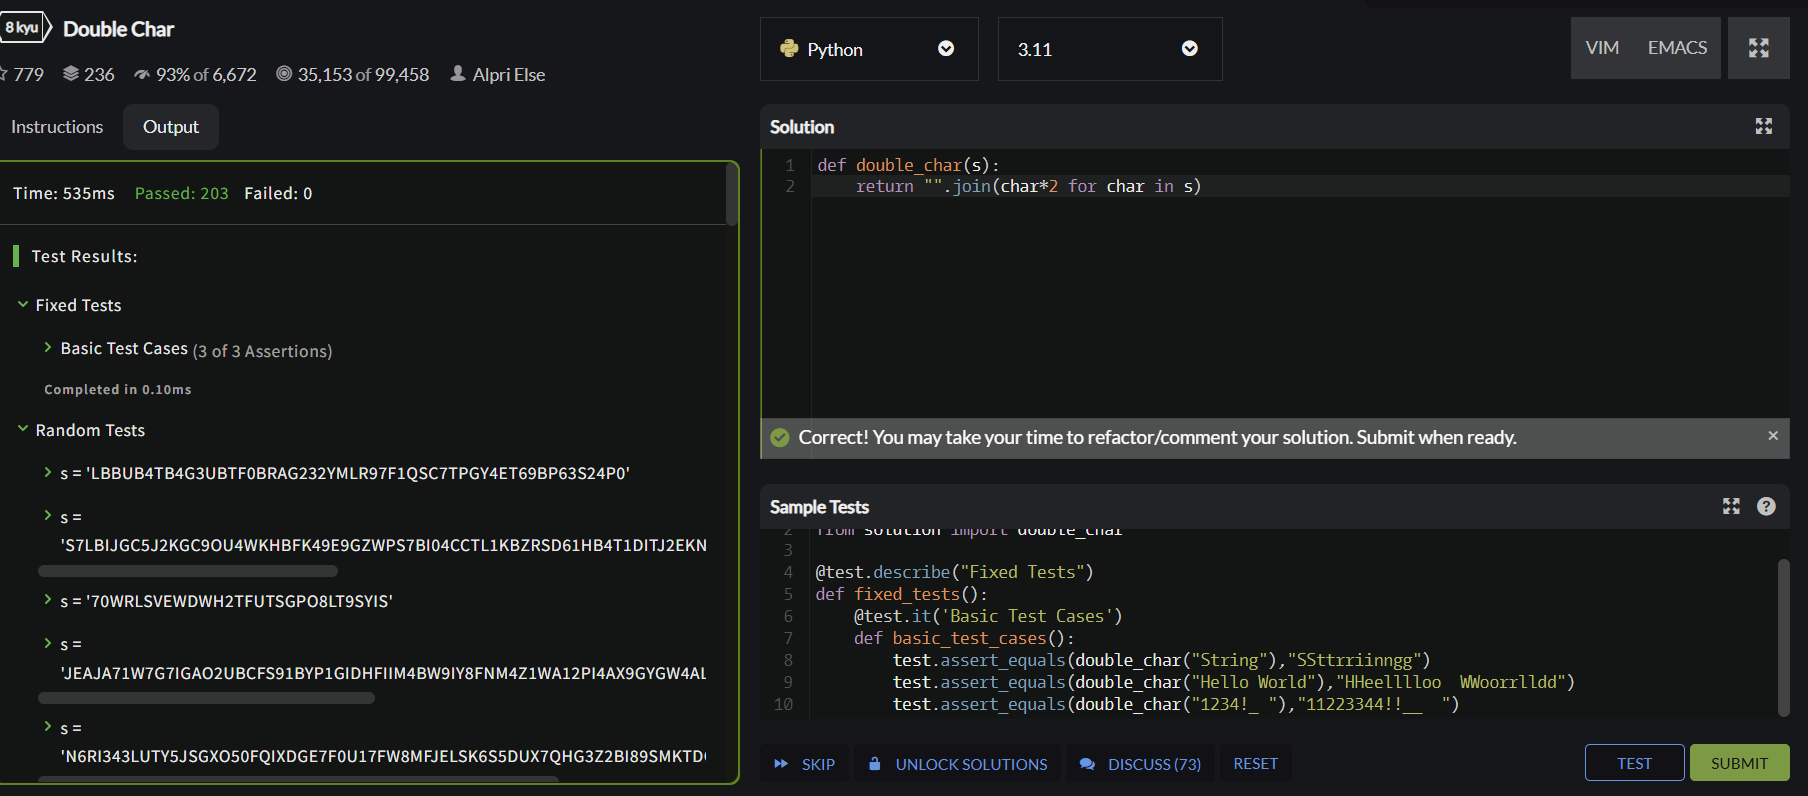 8 kyu Double Char
779 236 93% of 6,672 35,153 of 99,458 Alpri Else
Instructions Output
Time: 535ms Passed: 203 Failed: 0
Test Results:
Fixed Tests
Basic Test Cases (3 of 3 Assertions)
Completed in 0.10ms
Random Tests
s = 'LBBUB4TB4G3UBTF0BRAG232YMLR97F1QSC7TPGY4ET69BP63S24P0'
s =
'S7LBIJGC5J2KGC9OU4WKHBFK49E9GZWPS7BI04CCTL1KBZRSD61HB4T1DITJ2EKN
s = '70WRLSVEWDWH2TFUTSGPO8LT9SYIS'
s =
'JEAJA71W7G7IGAO2UBCFS91BYP1GIDHFIIM4BW9IY8FNM4Z1WA12PI4AX9GYGW4AL
s =
'N6RI343LUTY5JSGXO50FQIXDGE7F0U17FW8MFJELSK6S5DUX7QHG3Z2BI89SMKTD
Python 3.11 VIM EMACS
Solution
1 def double_char(s):
2     return "".join(char*2 for char in s)
Correct! You may take your time to refactor/comment your solution. Submit when ready. ×
Sample Tests ?
2 from solution import double_char
3
4 @test.describe("Fixed Tests")
5 def fixed_tests():
6     @test.it('Basic Test Cases')
7     def basic_test_cases():
8         test.assert_equals(double_char("String"),"SSttrriinngg")
9         test.assert_equals(double_char("Hello World"),"HHeelllloo  WWoorrlldd")
10         test.assert_equals(double_char("1234!_ "),"11223344!!__  ")
SKIP UNLOCK SOLUTIONS DISCUSS (73) RESET TEST SUBMIT